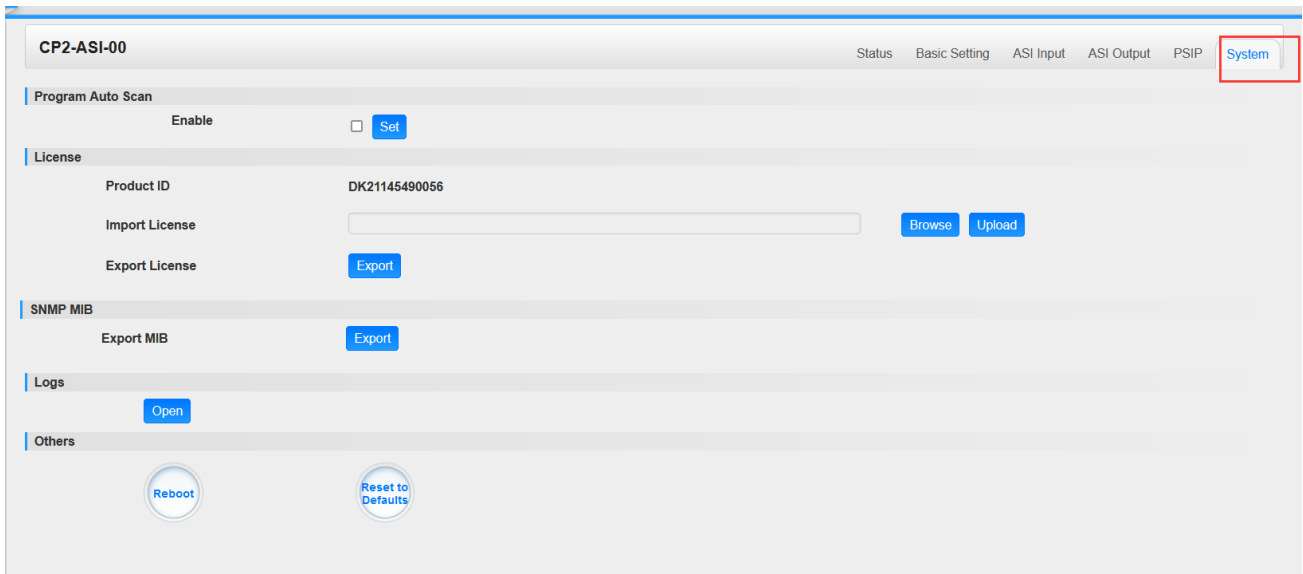 CP2-ASI-00
Status Basic Setting ASI Input ASI Output PSIP System
Program Auto Scan
Enable Set
License
Product ID DK21145490056
Import License Browse Upload
Export License Export
SNMP MIB
Export MIB Export
Logs
Open
Others
Reboot Reset to
Defaults